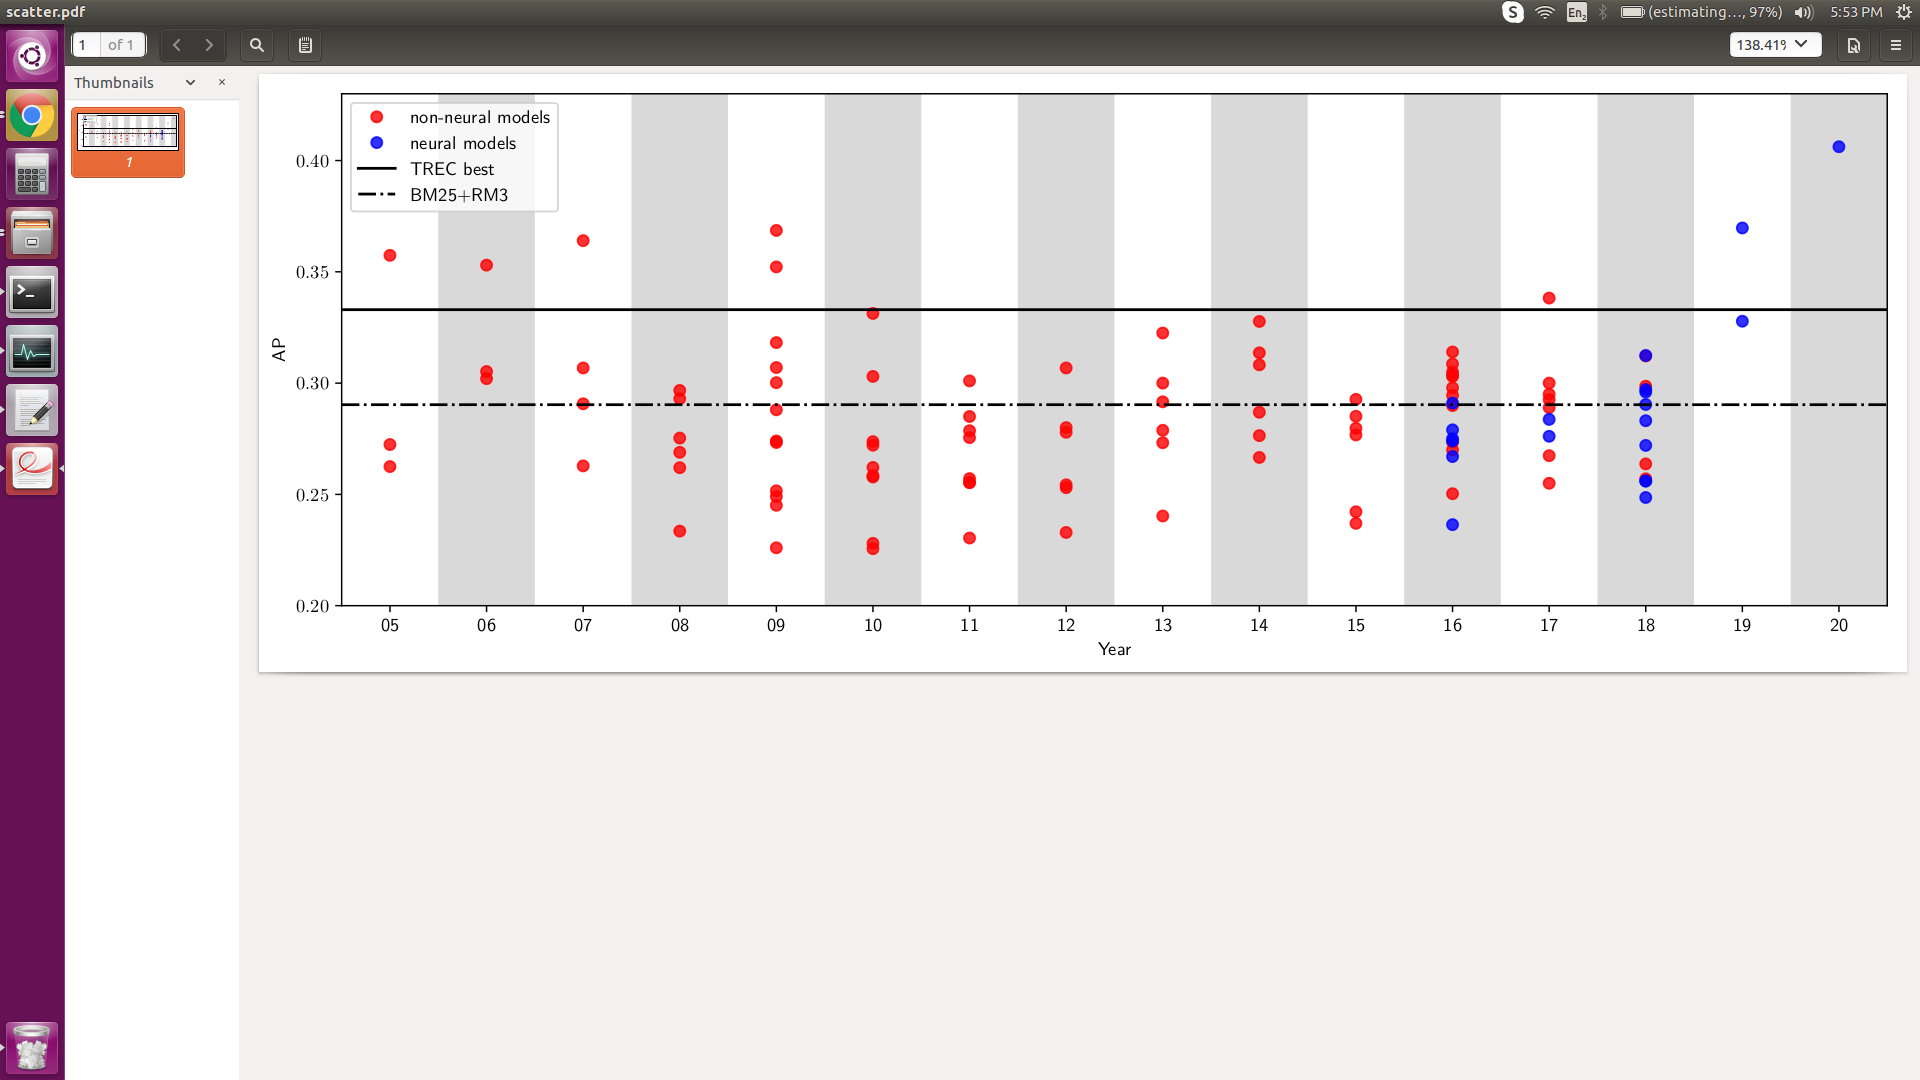 scatter.pdf
S
En2
(estimating..., 97%)
5:53 PM
1 of 1
138.41%
Thumbnails
1
non-neural models
neural models
TREC best
BM25+RM3
0.40
0.35
0.30
0.25
0.20
AP
05 06 07 08 09 10 11 12 13 14 15 16 17 18 19 20
Year